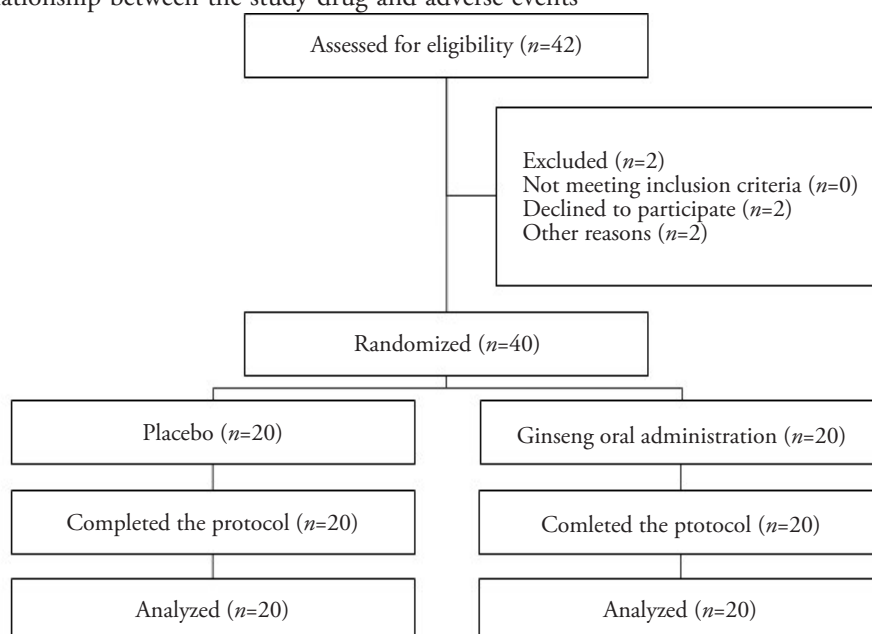 between the study drug and adverse events
Assessed for eligibility (n=42)
Excluded (n=2)
Not meeting inclusion criteria (n=0)
Declined to participate (n=2)
Other reasons (n=2)
Randomized (n=40)
Placebo (n=20)
Ginseng oral administration (n=20)
Completed the protocol (n=20)
Comleted the ptotocol (n=20)
Analyzed (n=20)
Analyzed (n=20)